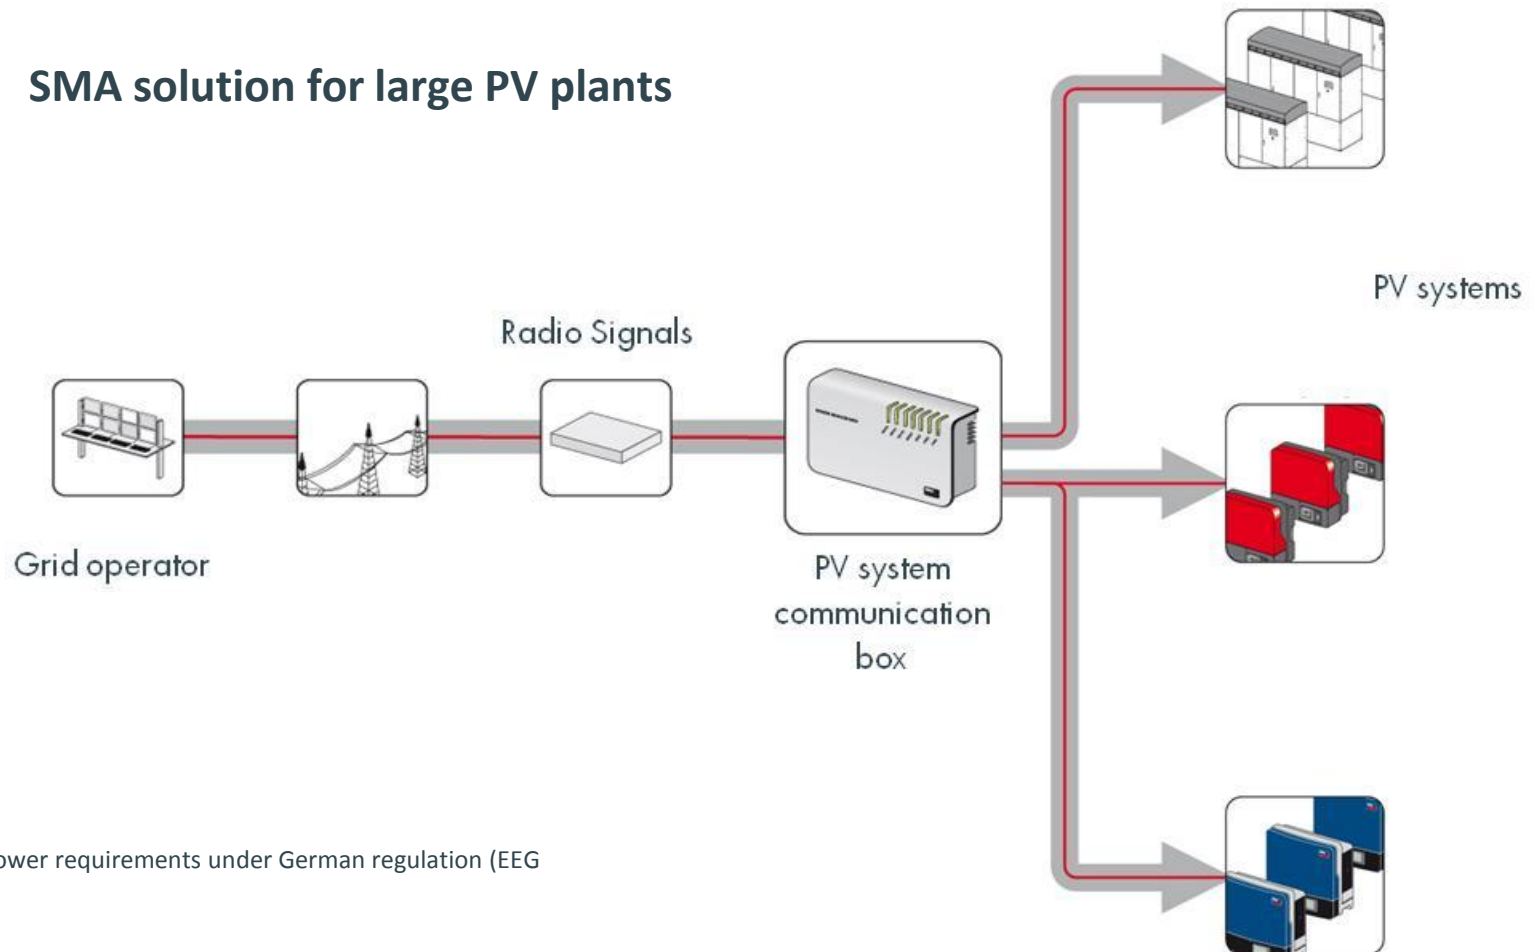 SMA solution for large PV plants
PV systems
Radio Signals
Grid operator
PV system
communication
box
requirements under German regulation (EEG